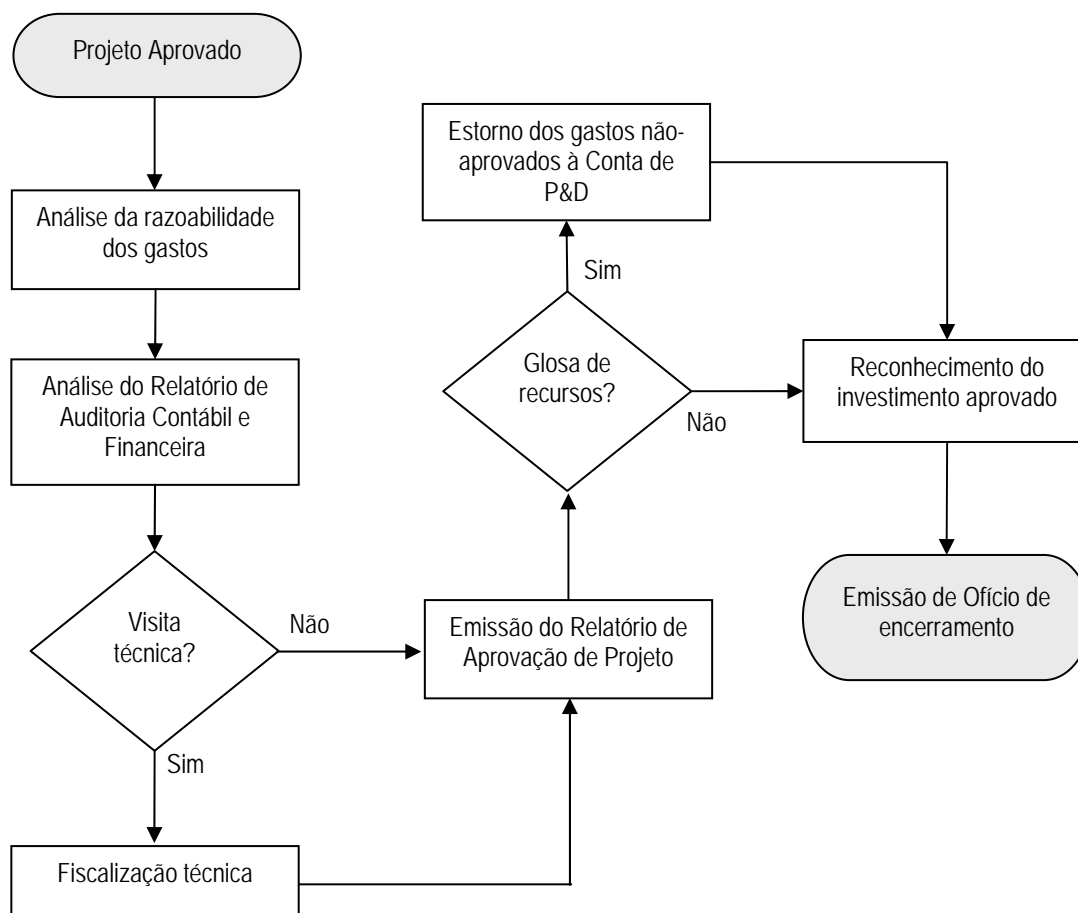 Projeto Aprovado
Análise da razoabilidade
dos gastos
Análise do Relatório de
Auditoria Contábil e
Financeira
Visita
técnica?
Não
Sim
Fiscalização técnica
Emissão do Relatório de
Aprovação de Projeto
Glosa de
recursos?
Sim
Não
Estorno dos gastos não-
aprovados à Conta de
P&D
Reconhecimento do
investimento aprovado
Emissão de Ofício de
encerramento